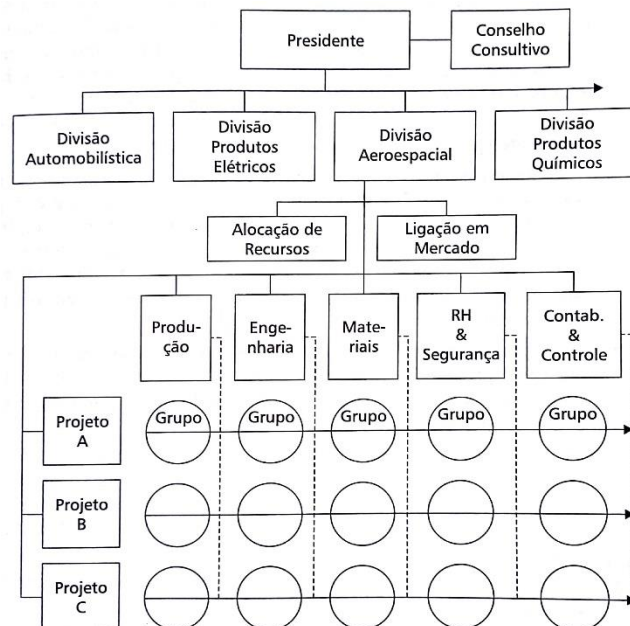 Presidente
Conselho
Consultivo
Divisão
Automobilística
Divisão
Produtos
Elétricos
Divisão
Aeroespacial
Divisão
Produtos
Químicos
Alocação de
Recursos
Ligação em
Mercado
Produ-
ção
Enge-
nharia
Mate-
riais
RH
&
Segurança
Contab.
&
Controle
Projeto
A
Grupo
Grupo
Grupo
Grupo
Grupo
Projeto
B
Projeto
C